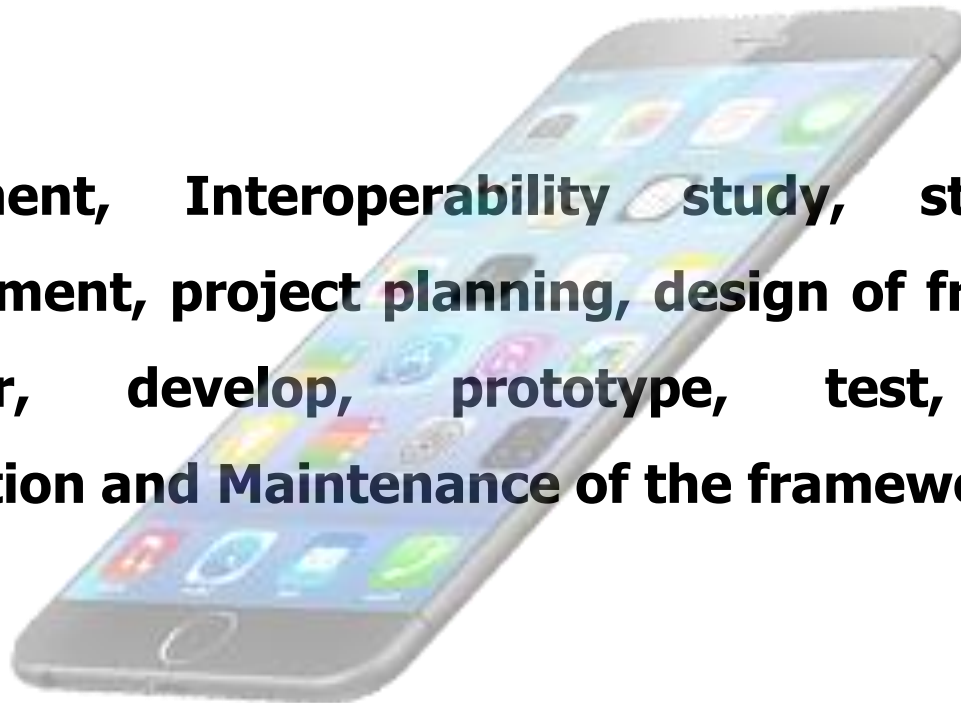 ment, Interoperability study, st
ment, project planning, design of fr
r, develop, prototype, test,
tion and Maintenance of the framew